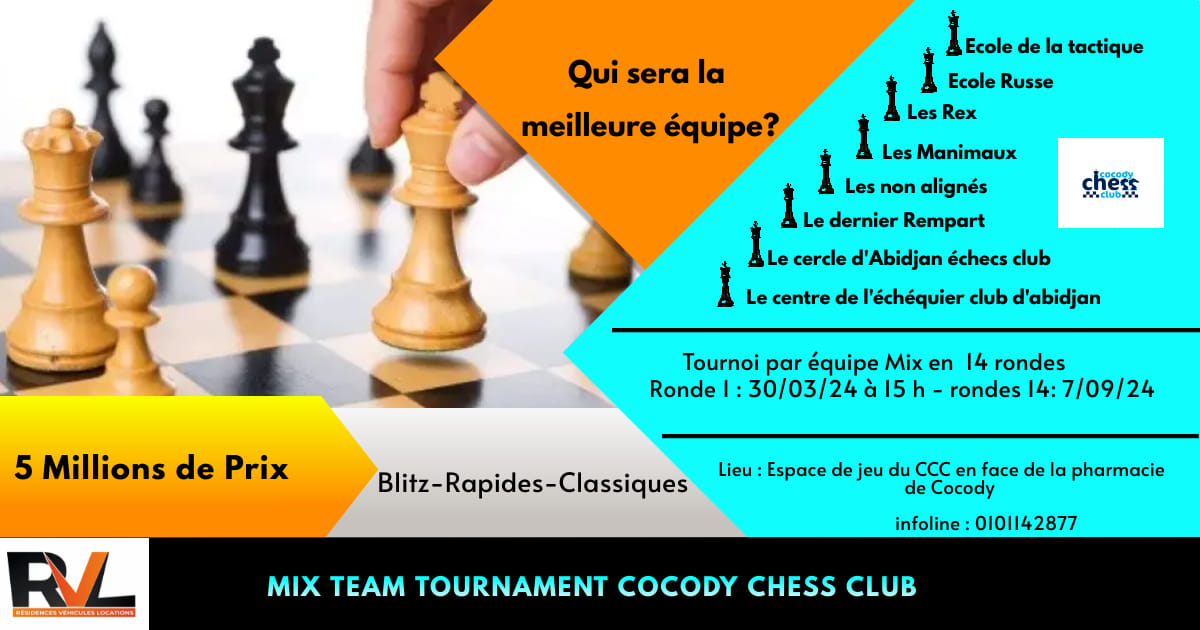 Qui sera la
meilleure équipe?
Ecole de la tactique
Ecole Russe
Les Rex
Les Manimaux
Les non alignés
Le dernier Rempart
Le cercle d'Abidjan échecs club
Le centre de l'échéquier club d'abidjan
cocody
chess
club
Tournoi par équipe Mix en 14 rondes
Ronde 1 : 30/03/24 à 15 h - rondes 14: 7/09/24
5 Millions de Prix
Blitz-Rapides-Classiques
Lieu : Espace de jeu du CCC en face de la pharmacie
de Cocody
infoline : 0101142877
RVL
RÉSIDENCES VÉHICULES LOCATIONS
MIX TEAM TOURNAMENT COCODY CHESS CLUB